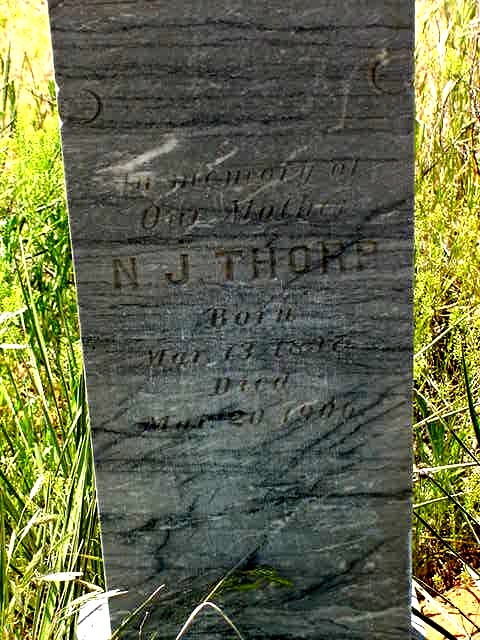 In memory of
Our Mother
N J THORP
Born
Mar. 13
Died
Mar. 20